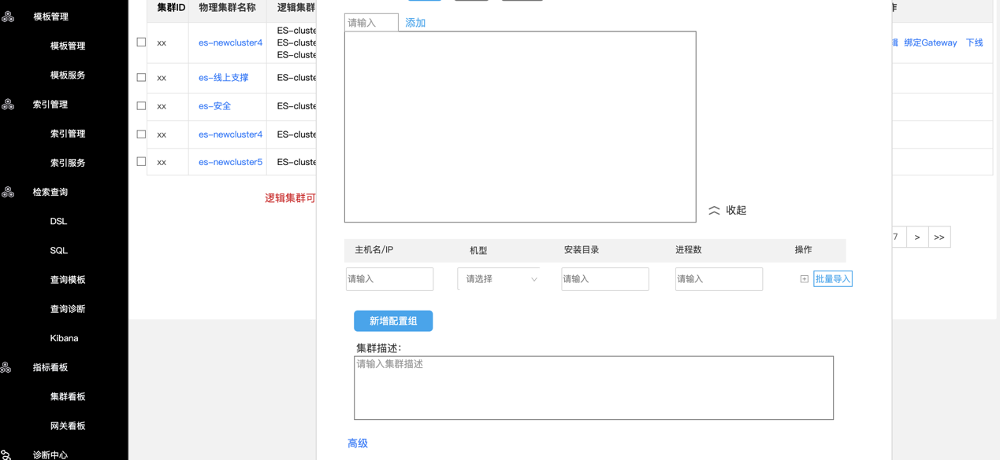 模板管理
模板管理
模板服务
索引管理
索引管理
索引服务
检索查询
DSL
SQL
查询模板
查询诊断
Kibana
指标看板
集群看板
网关看板
诊断中心
集群ID 物理集群名称 逻辑集群
xx es-newcluster4 ES-cluste
ES-cluste
ES-cluste
绑定Gateway 下线
xx es-线上支撑 ES-cluste
xx es-安全 ES-cluste
xx es-newcluster4 ES-cluste
xx es-newcluster5 ES-cluste
逻辑集群可
7 > >>
请输入 添加
收起
主机名/IP 机型 安装目录 进程数 操作
请输入 请选择 请输入 请输入 批量导入
新增配置组
集群描述:
请输入集群描述
高级